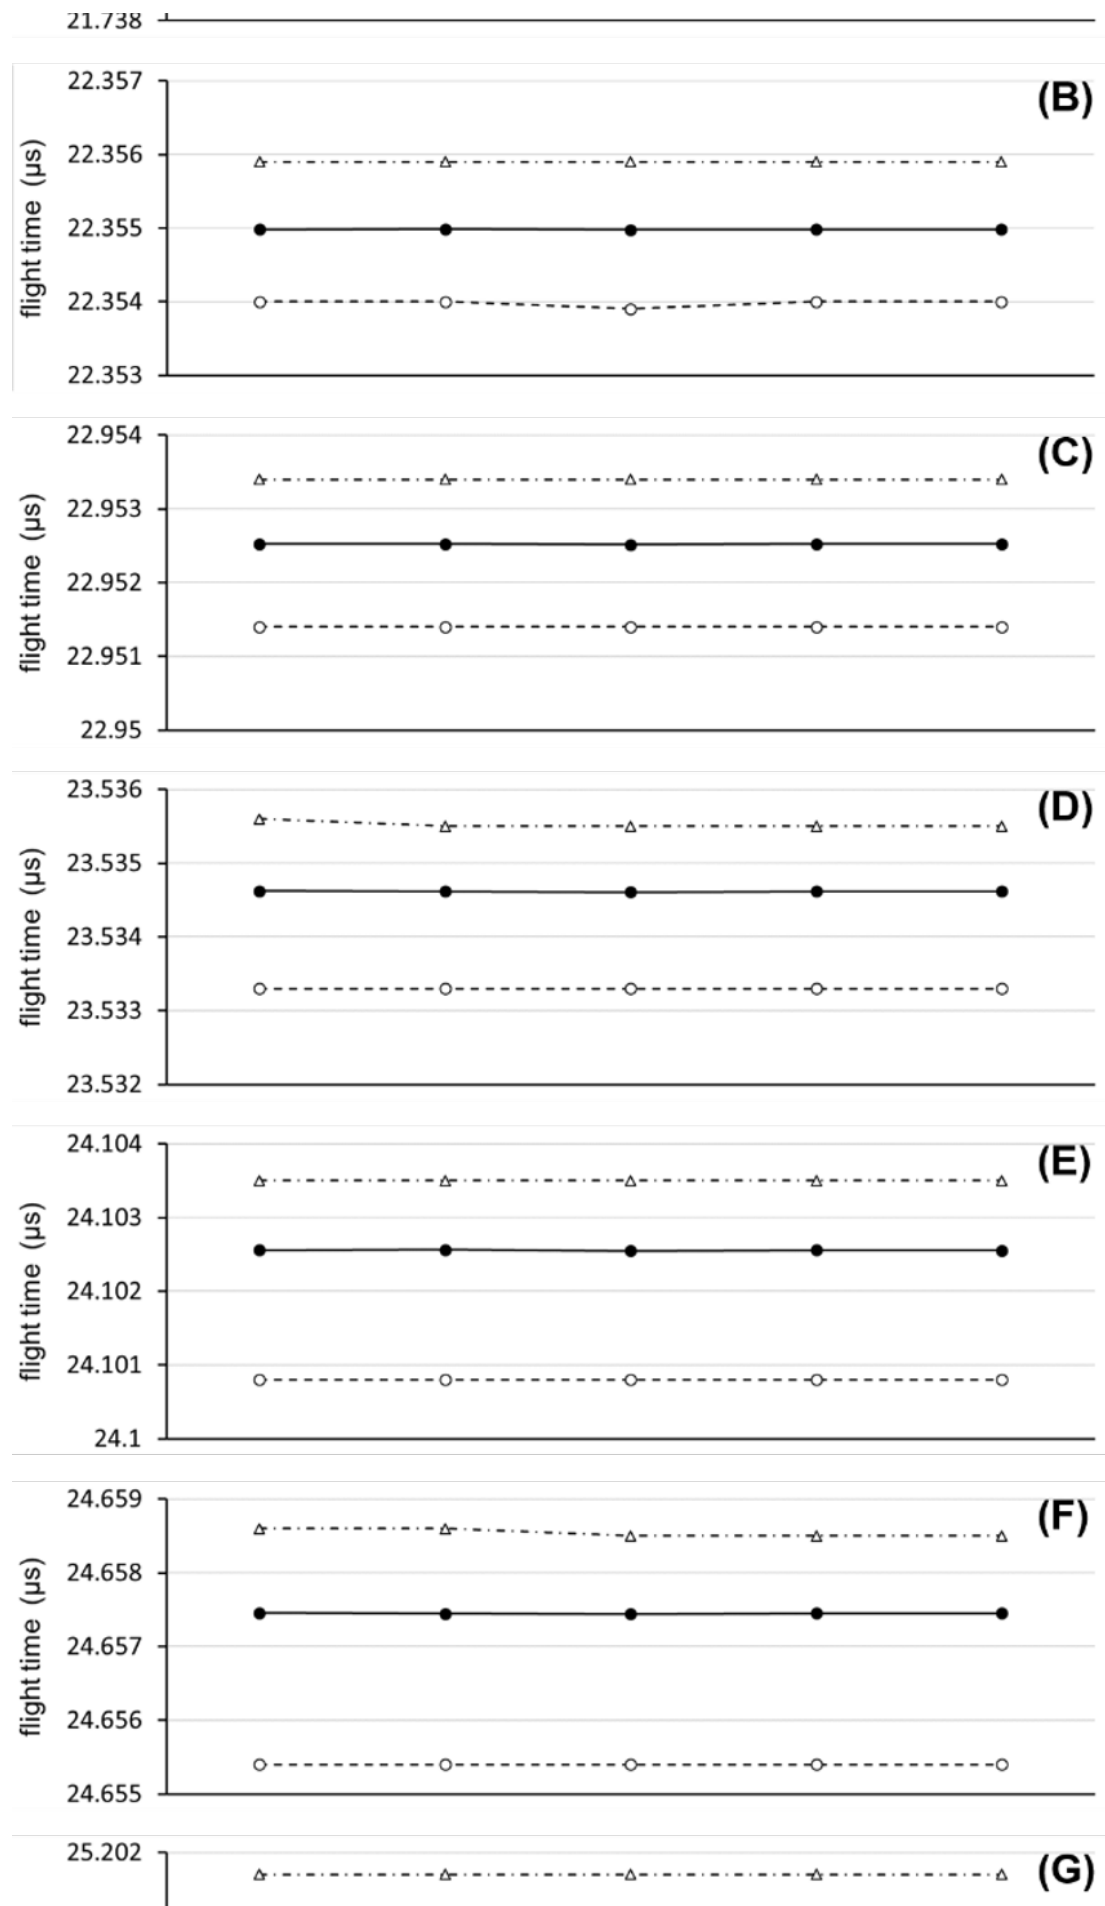 21.738
22.357
(B)
22.356
22.355
22.354
22.353
flight time (µs)
22.954
(C)
22.953
22.952
22.951
22.95
flight time (µs)
23.536
(D)
23.535
23.534
23.533
23.532
flight time (µs)
24.104
(E)
24.103
24.102
24.101
24.1
flight time (µs)
24.659
(F)
24.658
24.657
24.656
24.655
flight time (µs)
25.202
(G)